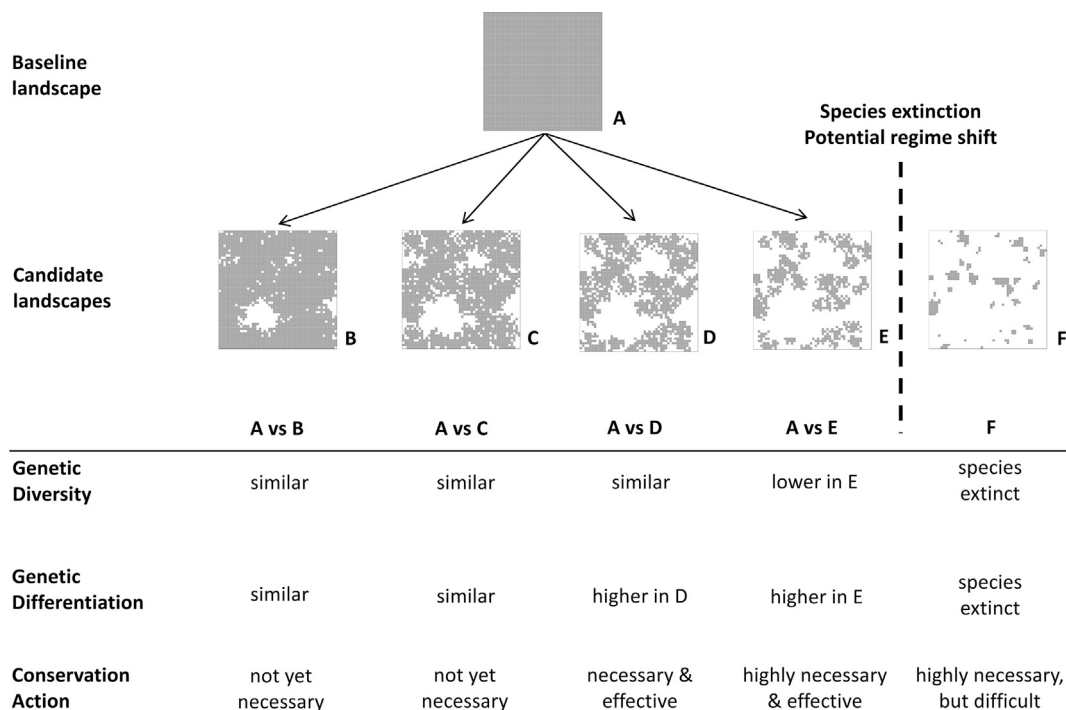 Baseline
landscape
A
Species extinction
Potential regime shift
Candidate
landscapes
B
C
D
E
F
A vs B
A vs C
A vs D
A vs E
F
Genetic
Diversity
similar
similar
similar
lower in E
species
extinct
Genetic
Differentiation
similar
similar
higher in D
higher in E
species
extinct
Conservation
Action
not yet
necessary
not yet
necessary
necessary &
effective
highly necessary
& effective
highly necessary,
but difficult